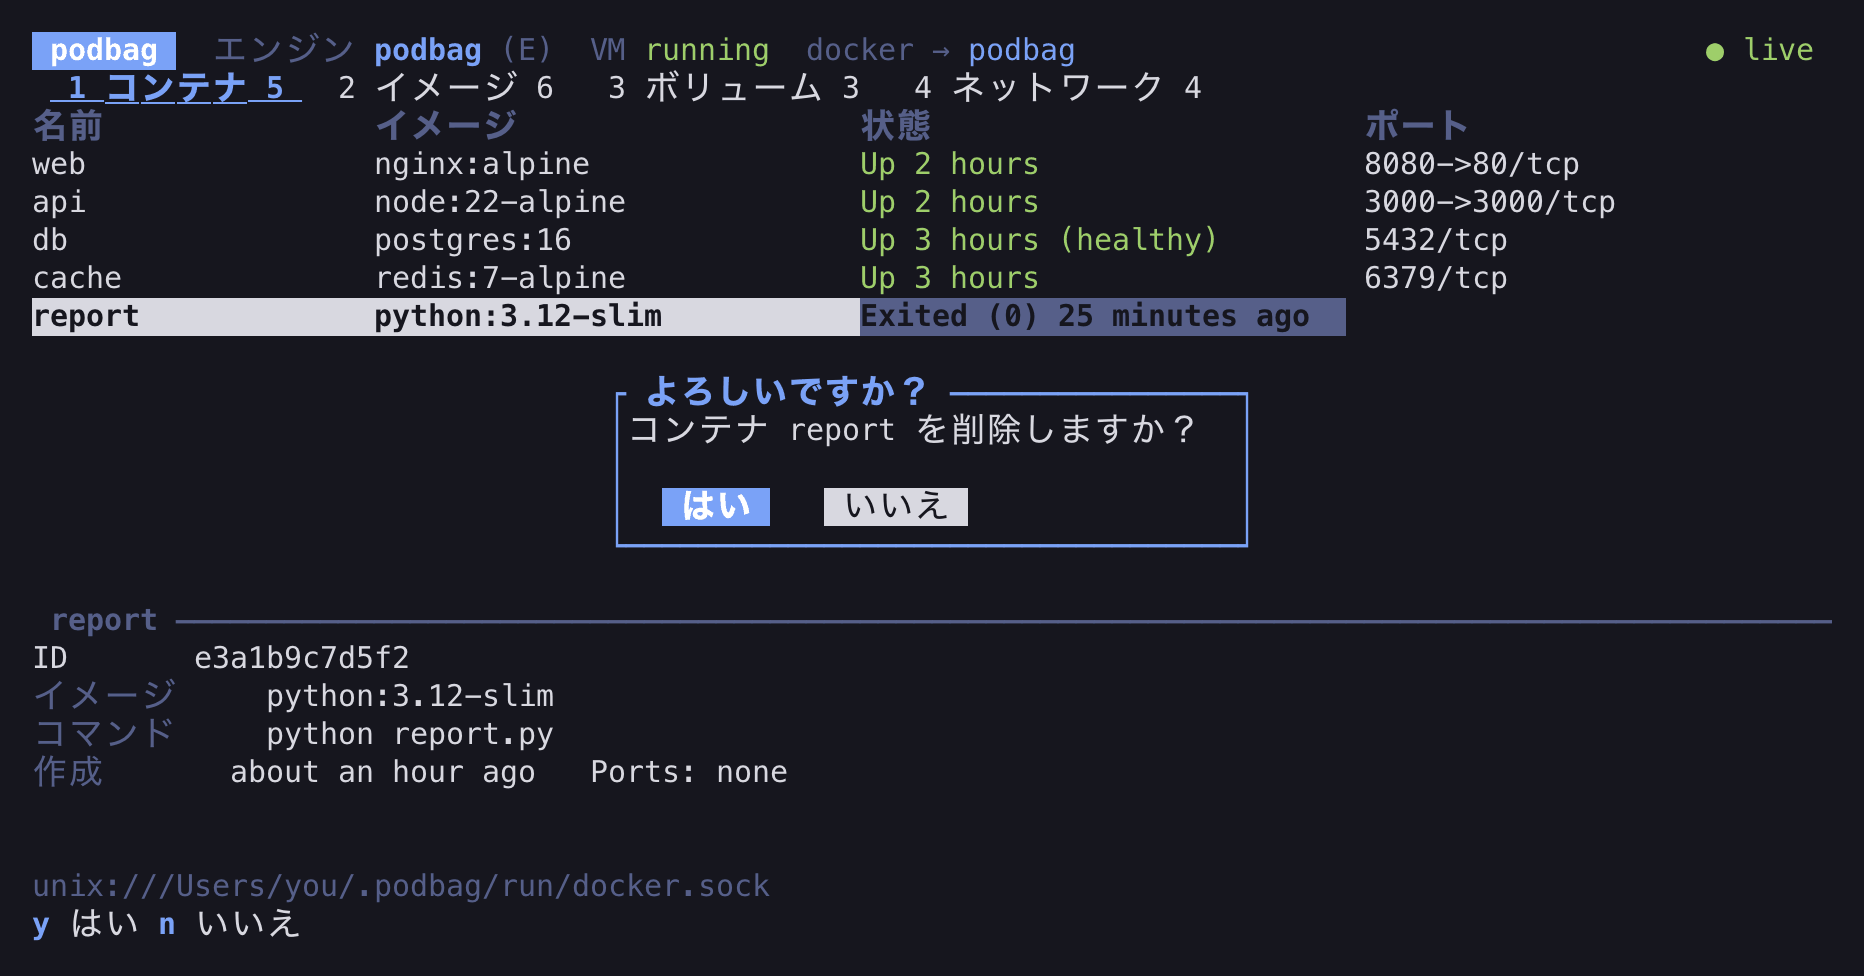 podbag エンジン podbag (E) VM running docker → podbag ● live
1 コンテナ 5 2 イメージ 6 3 ボリューム 3 4 ネットワーク 4
名前 イメージ 状態 ポート
web nginx:alpine Up 2 hours 8080->80/tcp
api node:22-alpine Up 2 hours 3000->3000/tcp
db postgres:16 Up 3 hours (healthy) 5432/tcp
cache redis:7-alpine Up 3 hours 6379/tcp
report python:3.12-slim Exited (0) 25 minutes ago
よろしいですか？
コンテナ report を削除しますか？
はい いいえ
report
ID e3a1b9c7d5f2
イメージ python:3.12-slim
コマンド python report.py
作成 about an hour ago Ports: none
unix:///Users/you/.podbag/run/docker.sock
y はい n いいえ